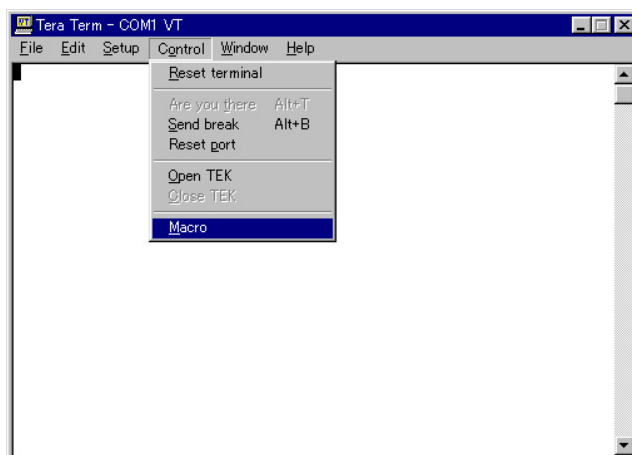 Tera Term - COM1 VT
File Edit Setup Control Window Help
Reset terminal
Are you there Alt+T
Send break Alt+B
Reset port
Open TEK
Close TEK
Macro